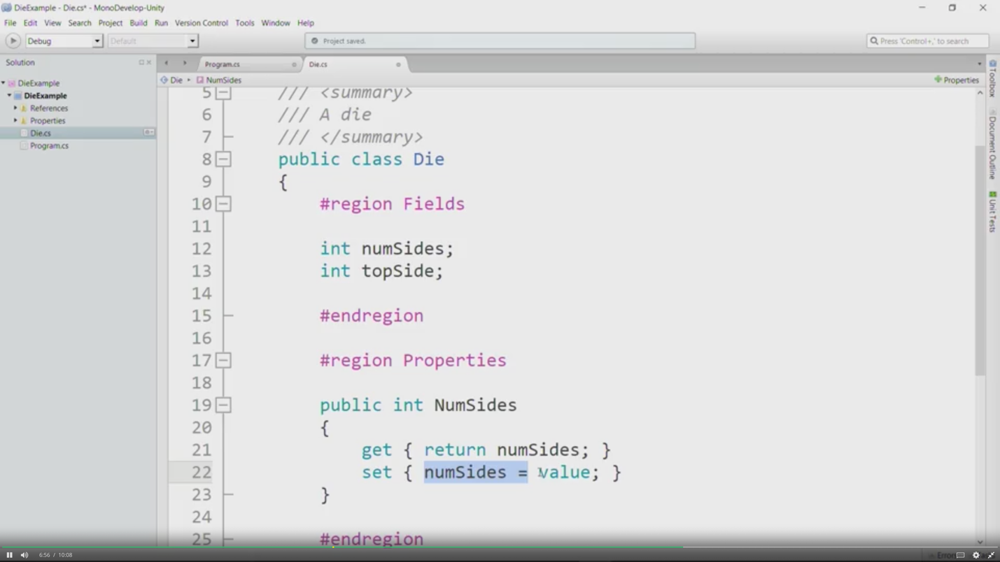 DieExample - Die.cs* - MonoDevelop-Unity
File Edit View Search Project Build Run Version Control Tools Window Help
Debug Default Project saved. Press 'Control+,' to search
Solution Program.cs Die.cs
Die NumSides Properties
DieExample
DieExample
References
Properties
Die.cs
Program.cs
5 /// <summary>
6 /// A die
7 /// </summary>
8 public class Die
9 {
10 #region Fields
11
12 int numSides;
13 int topSide;
14
15 #endregion
16
17 #region Properties
18
19 public int NumSides
20 {
21 get { return numSides; }
22 set { numSides = value; }
23 }
24
25 #endregion
Toolbox
Document Outline
Unit Tests
6:56 / 10:08